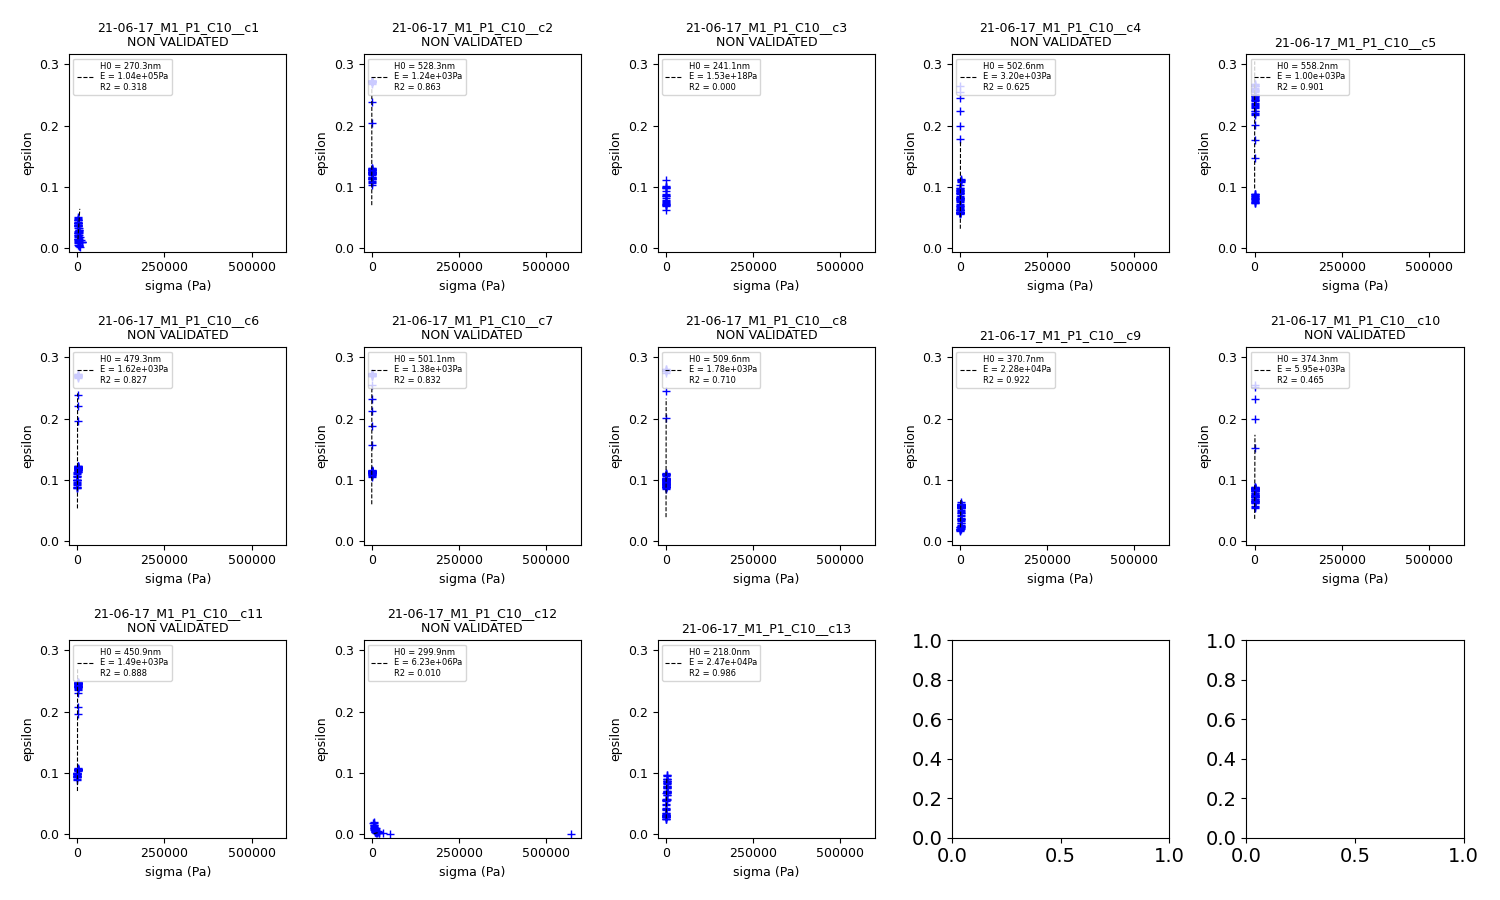 21-06-17_M1_P1_C10__c1
NON VALIDATED
H0 = 270.3nm
E = 1.04e+05Pa
R2 = 0.318
0.3
0.2
0.1
0.0
epsilon
0
250000
500000
sigma (Pa)
21-06-17_M1_P1_C10__c2
NON VALIDATED
H0 = 528.3nm
E = 1.24e+03Pa
R2 = 0.863
0.3
0.2
0.1
0.0
epsilon
0
250000
500000
sigma (Pa)
21-06-17_M1_P1_C10__c3
NON VALIDATED
H0 = 241.1nm
E = 1.53e+18Pa
R2 = 0.000
0.3
0.2
0.1
0.0
epsilon
0
250000
500000
sigma (Pa)
21-06-17_M1_P1_C10__c4
NON VALIDATED
H0 = 502.6nm
E = 3.20e+03Pa
R2 = 0.625
0.3
0.2
0.1
0.0
epsilon
0
250000
500000
sigma (Pa)
21-06-17_M1_P1_C10__c5
H0 = 558.2nm
E = 1.00e+03Pa
R2 = 0.901
0.3
0.2
0.1
0.0
epsilon
0
250000
500000
sigma (Pa)
21-06-17_M1_P1_C10__c6
NON VALIDATED
H0 = 479.3nm
E = 1.62e+03Pa
R2 = 0.827
0.3
0.2
0.1
0.0
epsilon
0
250000
500000
sigma (Pa)
21-06-17_M1_P1_C10__c7
NON VALIDATED
H0 = 501.1nm
E = 1.38e+03Pa
R2 = 0.832
0.3
0.2
0.1
0.0
epsilon
0
250000
500000
sigma (Pa)
21-06-17_M1_P1_C10__c8
NON VALIDATED
H0 = 509.6nm
E = 1.78e+03Pa
R2 = 0.710
0.3
0.2
0.1
0.0
epsilon
0
250000
500000
sigma (Pa)
21-06-17_M1_P1_C10__c9
H0 = 370.7nm
E = 2.28e+04Pa
R2 = 0.922
0.3
0.2
0.1
0.0
epsilon
0
250000
500000
sigma (Pa)
21-06-17_M1_P1_C10__c10
NON VALIDATED
H0 = 374.3nm
E = 5.95e+03Pa
R2 = 0.465
0.3
0.2
0.1
0.0
epsilon
0
250000
500000
sigma (Pa)
21-06-17_M1_P1_C10__c11
NON VALIDATED
H0 = 450.9nm
E = 1.49e+03Pa
R2 = 0.888
0.3
0.2
0.1
0.0
epsilon
0
250000
500000
sigma (Pa)
21-06-17_M1_P1_C10__c12
NON VALIDATED
H0 = 299.9nm
E = 6.23e+06Pa
R2 = 0.010
0.3
0.2
0.1
0.0
epsilon
0
250000
500000
sigma (Pa)
21-06-17_M1_P1_C10__c13
H0 = 218.0nm
E = 2.47e+04Pa
R2 = 0.986
0.3
0.2
0.1
0.0
epsilon
0
250000
500000
sigma (Pa)
1.0
0.8
0.6
0.4
0.2
0.0
0.0
0.5
1.0
1.0
0.8
0.6
0.4
0.2
0.0
0.0
0.5
1.0